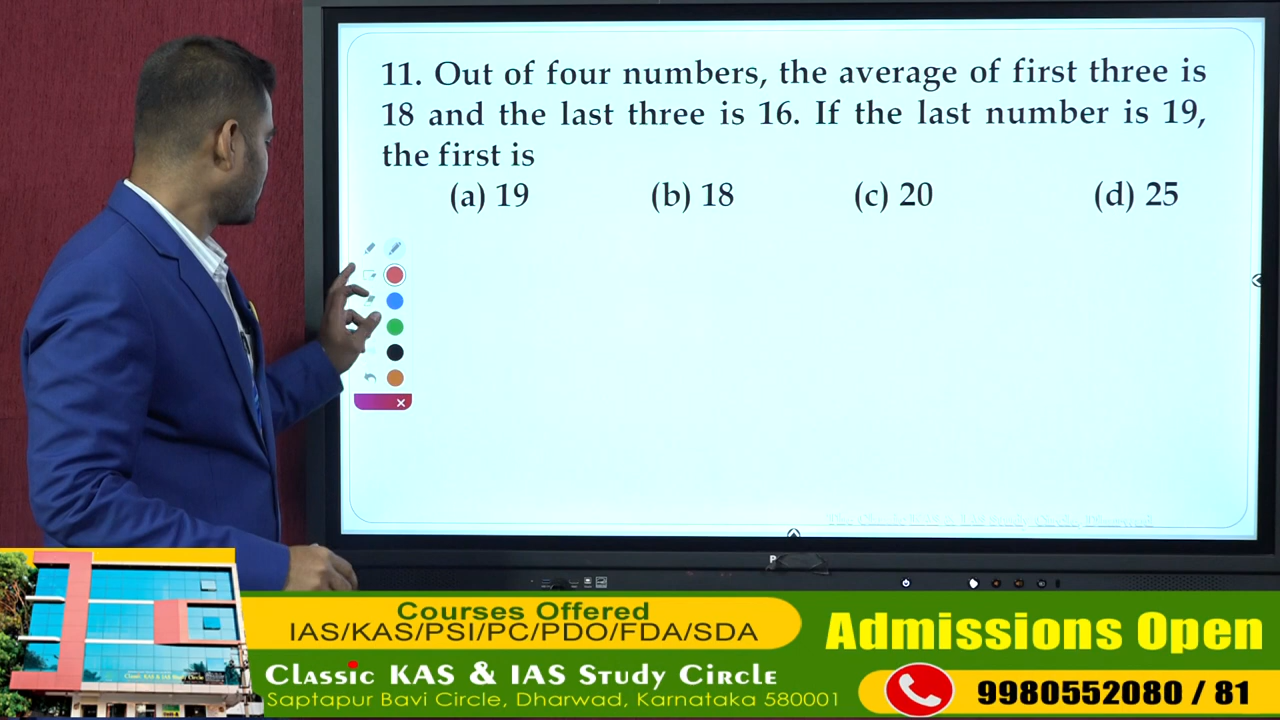 11. Out of four numbers, the average of first three is
18 and the last three is 16. If the last number is 19,
the first is
(a) 19 (b) 18 (c) 20 (d) 25
Courses Offered
IAS/KAS/PSI/PC/PDO/FDA/SDA
Classic KAS & IAS Study Circle
Saptapur Bavi Circle, Dharwad, Karnataka 580001
Admissions Open
9980552080 / 81